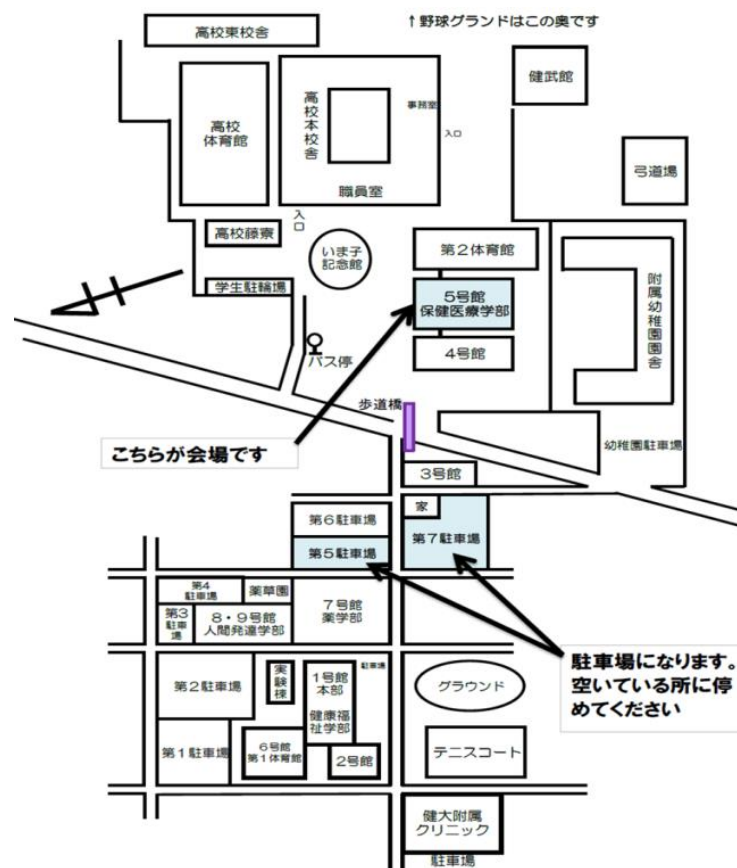 高校東校舎
↑野球グランドはこの奥です
健武館
高校
体育館
高校本校舎
事務室
入口
職員室
弓道場
入口
高校藤寮
いま子
記念館
第2体育館
学生駐輪場
5号館
保健医療学部
附属幼稚園園舎
バス停
4号館
歩道橋
こちらが会場です
幼稚園駐車場
3号館
家
第6駐車場
第5駐車場
第7駐車場
第4
駐車場
薬草園
第3
駐車
場
8・9号館
人間発達学部
7号館
薬学部
駐車場になります。
空いている所に停
めてください
第2駐車場
実験棟
1号館
本部
健康福
祉学部
駐車場
グラウンド
第1駐車場
6号館
第1体育館
2号館
テニスコート
健大附属
クリニック
駐車場